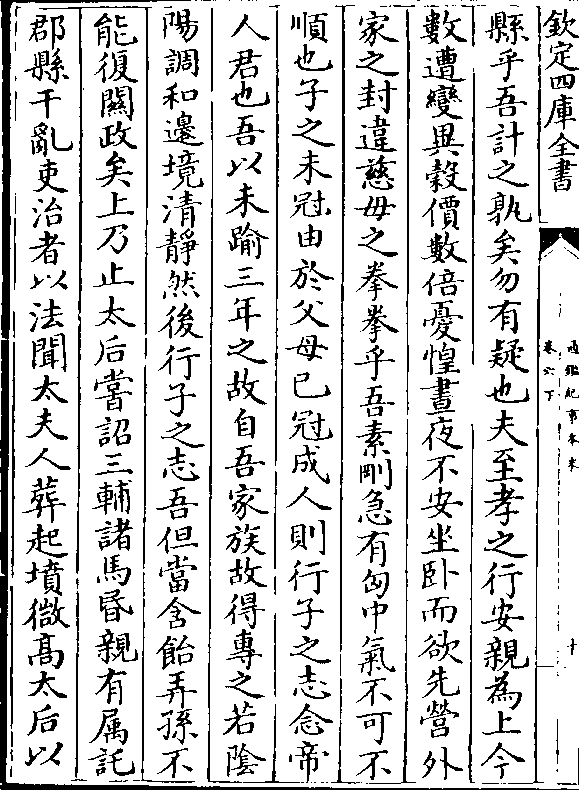 欽定四庫全書
通鑑紀事本末
卷六下
十
縣乎吾計之孰矣勿有疑也夫至孝之行安親為上今
數遭變異穀價數倍憂惶晝夜不安坐卧而欲先營外
家之封違慈母之拳拳乎吾素剛急有匈中氣不可不
順也子之未冠由於父母已冠成人則行子之志念帝
人君也吾以未踰三年之故自吾家族故得專之若陰
陽調和邊境清靜然後行子之志吾但當含飴弄孫不
能復關政矣上乃止太后嘗詔三輔諸馬昏親有属託
郡縣干亂吏治者以法聞太夫人葬起墳微髙太后以